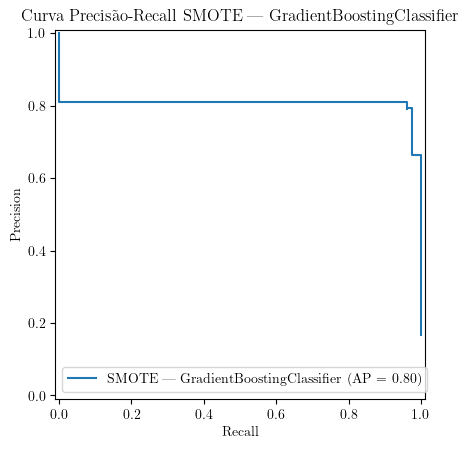 Curva Precisão-Recall SMOTE — GradientBoostingClassifier
1.0
0.8
0.6
0.4
0.2
0.0
Precision
SMOTE — GradientBoostingClassifier (AP = 0.80)
0.0 0.2 0.4 0.6 0.8 1.0
Recall